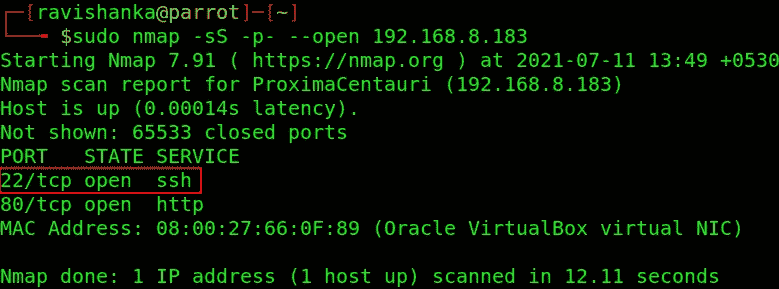 [ravishanka@parrot]─[~]
$sudo nmap -sS -p- --open 192.168.8.183
Starting Nmap 7.91 ( https://nmap.org ) at 2021-07-11 13:49 +0530
Nmap scan report for ProximaCentauri (192.168.8.183)
Host is up (0.00014s latency).
Not shown: 65533 closed ports
PORT   STATE SERVICE
22/tcp open  ssh
80/tcp open  http
MAC Address: 08:00:27:66:0F:89 (Oracle VirtualBox virtual NIC)
Nmap done: 1 IP address (1 host up) scanned in 12.11 seconds